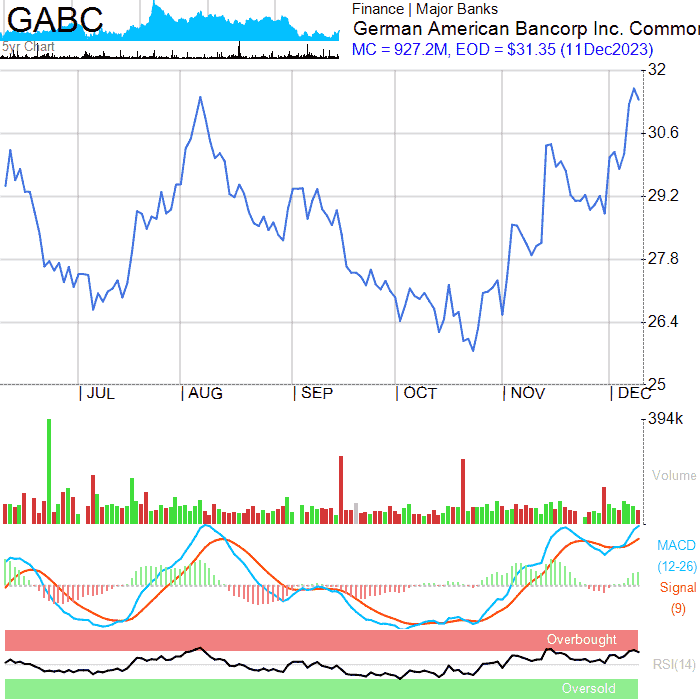 GABC
5yr Chart
Finance | Major Banks
German American Bancorp Inc. Common
MC = 927.2M, EOD = $31.35 (11Dec2023)
32
30.6
29.2
27.8
26.4
25
| JUL | AUG | SEP | OCT | NOV | DEC
394k
Volume
MACD
(12-26)
Signal
(9)
Overbought
RSI(14)
Oversold